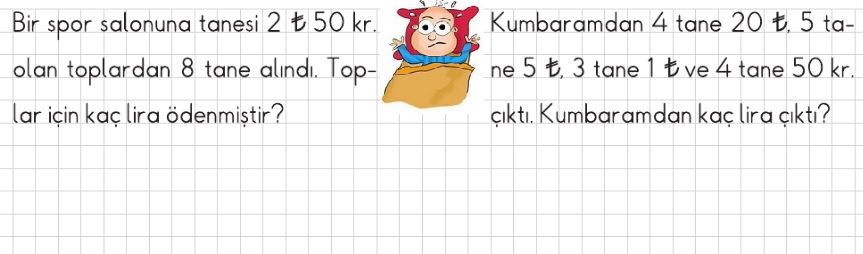 Bir spor salonuna tanesi 2 ₺ 50 kr.
olan toplardan 8 tane alındı. Top-
lar için kaç lira ödenmiştir?
Kumbaramdan 4 tane 20 ₺, 5 ta-
ne 5 ₺, 3 tane 1 ₺ ve 4 tane 50 kr.
çıktı. Kumbaramdan kaç lira çıktı?